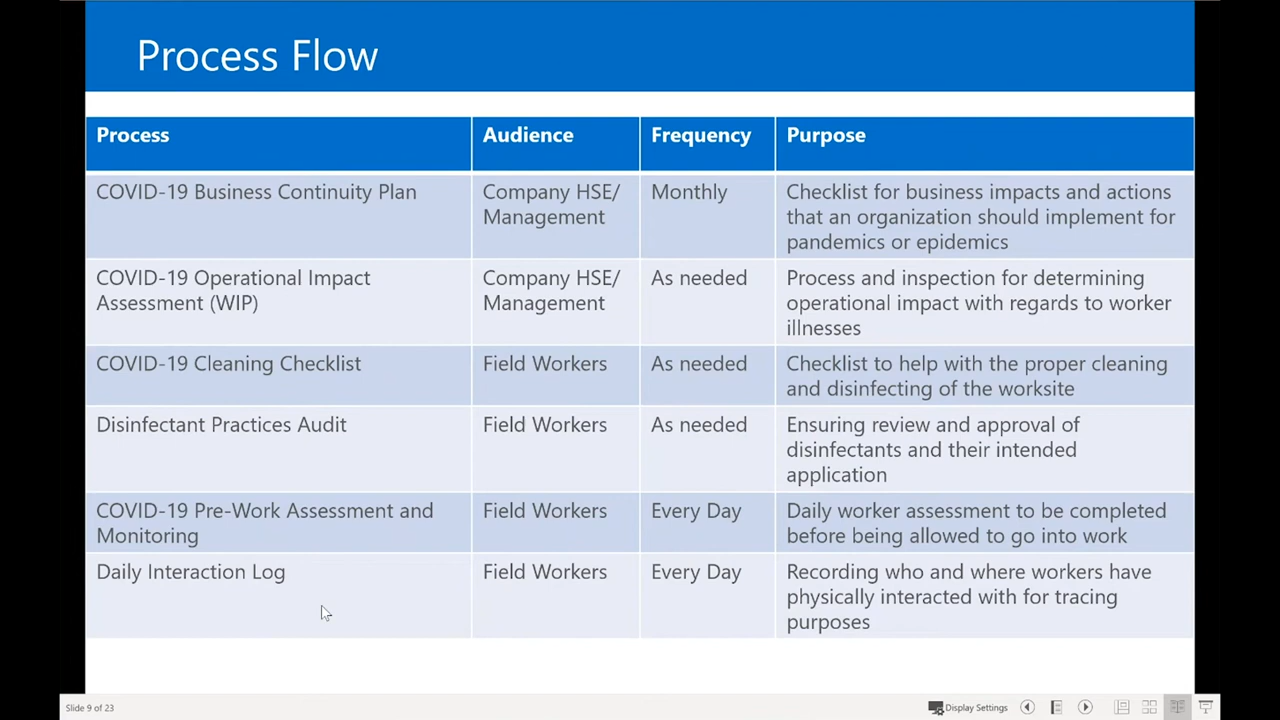 Process Flow
Process Audience Frequency Purpose
COVID-19 Business Continuity Plan
Company HSE/
Management
Monthly
Checklist for business impacts and actions
that an organization should implement for
pandemics or epidemics
COVID-19 Operational Impact
Assessment (WIP)
Company HSE/
Management
As needed
Process and inspection for determining
operational impact with regards to worker
illnesses
COVID-19 Cleaning Checklist
Field Workers
As needed
Checklist to help with the proper cleaning
and disinfecting of the worksite
Disinfectant Practices Audit
Field Workers
As needed
Ensuring review and approval of
disinfectants and their intended
application
COVID-19 Pre-Work Assessment and
Monitoring
Field Workers
Every Day
Daily worker assessment to be completed
before being allowed to go into work
Daily Interaction Log
Field Workers
Every Day
Recording who and where workers have
physically interacted with for tracing
purposes
Slide 9 of 23
Display Settings